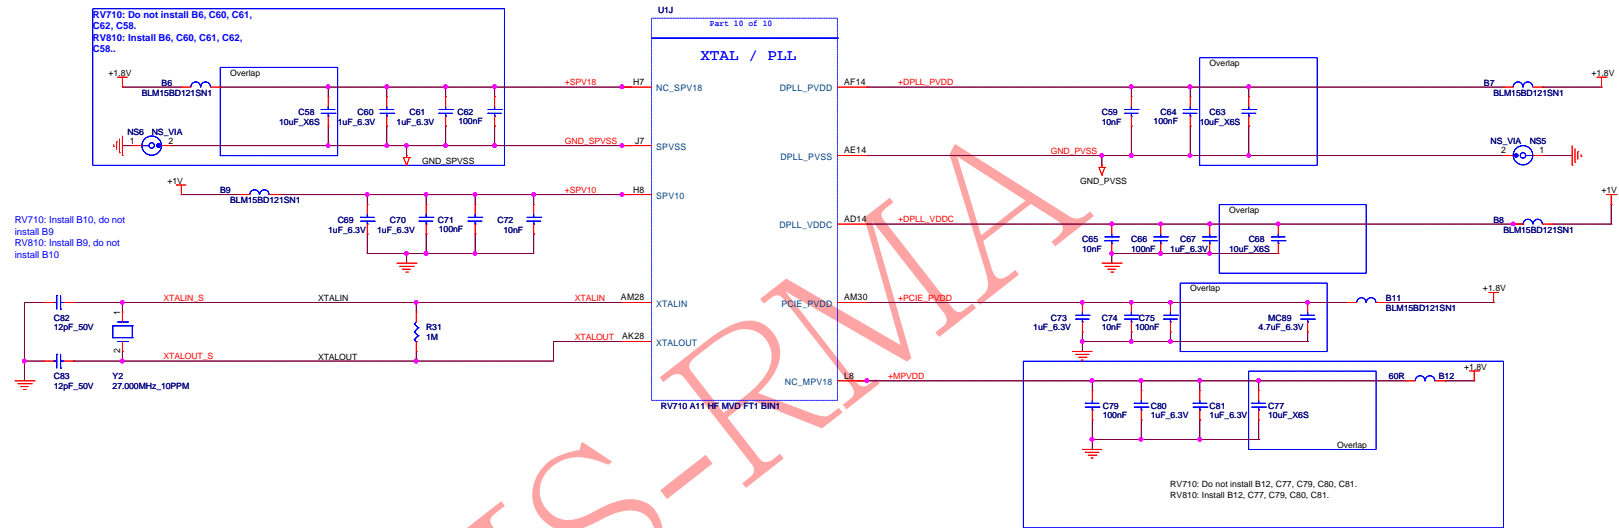 RV710: Do not install B6, C60, C61,
C62, C58.
RV810: Install B6, C60, C61, C62,
C58..
+1.8V
B6
BLM15BD121SN1
Overlap
C58
10uF_X6S
C60
1uF_6.3V
C61
1uF_6.3V
C62
100nF
+SPV18
H7
NS6 NS_VIA
1 2
GND_SPVSS
GND_SPVSS
J7
+1V
B9
BLM15BD121SN1
+SPV10
H8
C69
1uF_6.3V
C70
1uF_6.3V
C71
100nF
C72
10nF
RV710: Install B10, do not
install B9
RV810: Install B9, do not
install B10
C82
12pF_50V
XTALIN_S
XTALIN
XTALIN
AM28
1
2
R31
1M
XTALOUT_S
XTALOUT
XTALOUT
AK28
C83
12pF_50V
Y2
27.000MHz_10PPM
U1J
Part 10 of 10
XTAL / PLL
NC_SPV18
SPVSS
SPV10
XTALIN
XTALOUT
DPLL_PVDD
DPLL_PVSS
DPLL_VDDC
PCIE_PVDD
NC_MPV18
RV710 A11 HF MVD FT1 BIN1
AF14
+DPLL_PVDD
C59
10nF
C64
100nF
Overlap
C63
10uF_X6S
B7
BLM15BD121SN1
+1.8V
AE14
GND_PVSS
GND_PVSS
NS_VIA NS5
2 1
AD14
+DPLL_VDDC
C65
10nF
C66
100nF
C67
1uF_6.3V
Overlap
C68
10uF_X6S
B8
BLM15BD121SN1
+1V
AM30
+PCIE_PVDD
C73
1uF_6.3V
C74
10nF
C75
100nF
Overlap
MC89
4.7uF_6.3V
B11
BLM15BD121SN1
+1.8V
L8
+MPVDD
C79
100nF
C80
1uF_6.3V
C81
1uF_6.3V
C77
10uF_X6S
Overlap
60R
B12
+1.8V
RV710: Do not install B12, C77, C79, C80, C81.
RV810: Install B12, C77, C79, C80, C81.
S-RMA